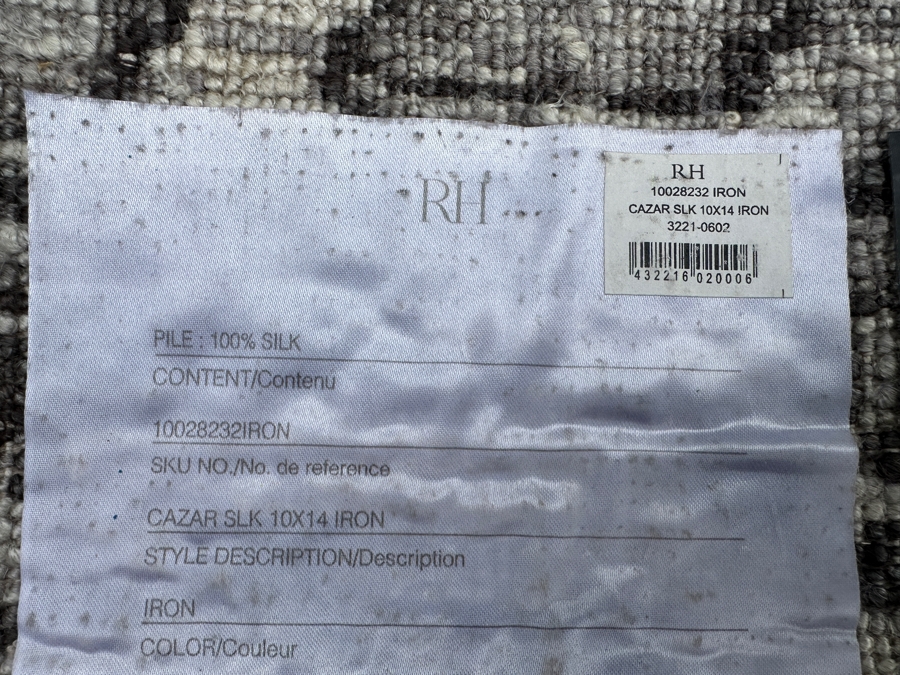 RH
RH
10028232 IRON
CAZAR SLK 10X14 IRON
3221-0602
432216 020006
PILE : 100% SILK
CONTENT/Contenu
10028232IRON
SKU NO./No. de reference
CAZAR SLK 10X14 IRON
STYLE DESCRIPTION/Description
IRON
COLOR/Couleur